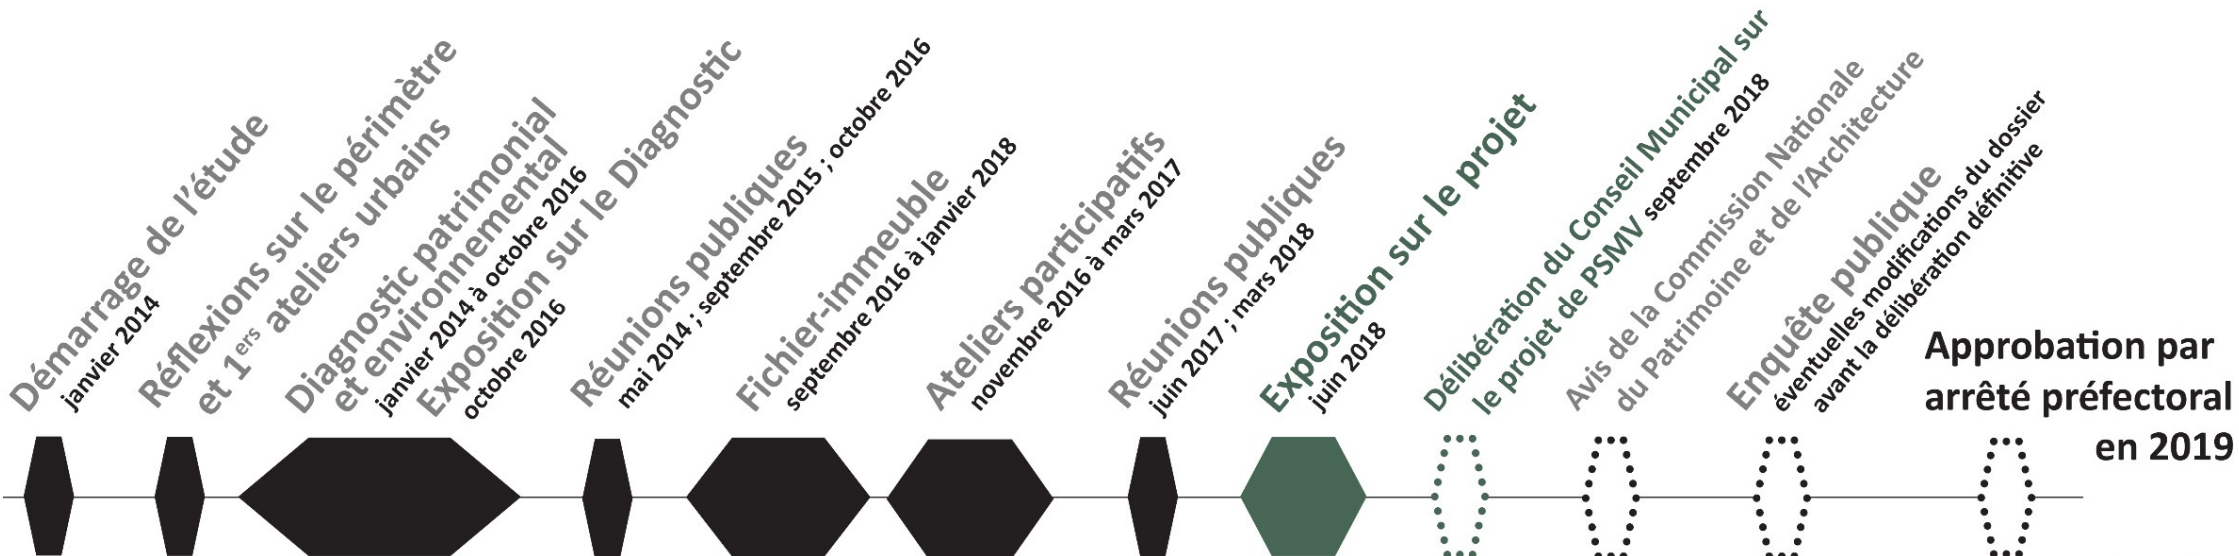 Démarrage de l'étude
janvier 2014
Réflexions sur le périmètre
et 1ers ateliers urbains
Diagnostic patrimonial
et environnemental
janvier 2014 à octobre 2016
Exposition sur le Diagnostic
octobre 2016
Réunions publiques
mai 2014 ; septembre 2015 ; octobre 2016
Fichier-immeuble
septembre 2016 à janvier 2018
Ateliers participatifs
novembre 2016 à mars 2017
Réunions publiques
juin 2017 ; mars 2018
Exposition sur le projet
juin 2018
Délibération du Conseil Municipal sur
le projet de PSMV septembre 2018
Avis de la Commission Nationale
du Patrimoine et de l'Architecture
Enquête publique
éventuelles modifications du dossier
avant la délibération définitive
Approbation par
arrêté préfectoral
en 2019